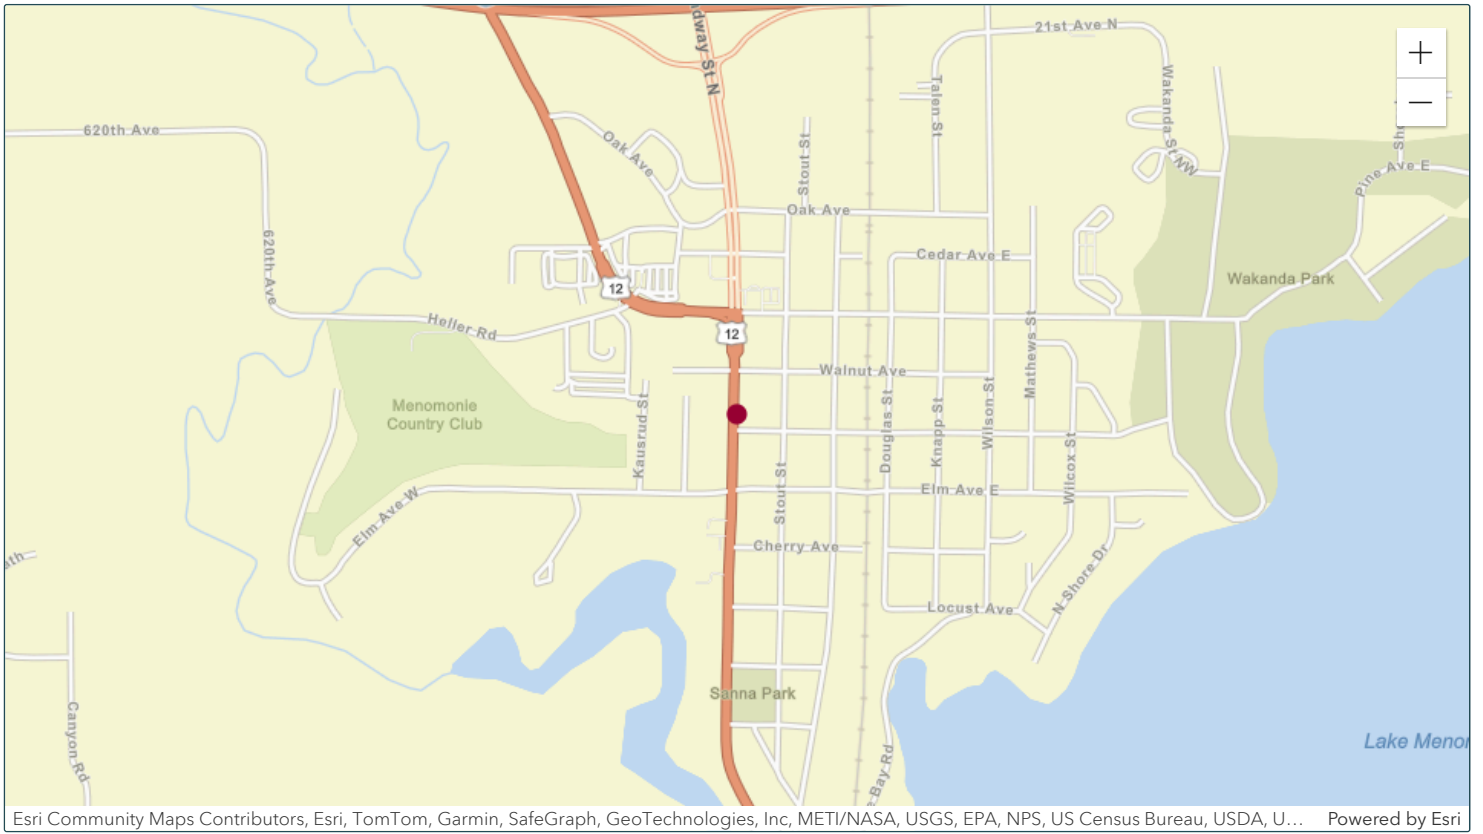 21st Ave N
dway St N
Talen St
Wakanda St NW
620th Ave
Oak Ave
Stout St
Sh
Pine Ave E
Oak Ave
620th Ave
Cedar Ave E
Wakanda Park
12
Heller Rd
12
Mathews St
Walnut Ave
Menomonie
Country Club
Kausrud St
Douglas St
Knapp St
Wilson St
Wilcox St
Stout St
Elm Ave W
Elm Ave E
Cherry Ave
ath
N Shore Dr
Locust Ave
Sanna Park
Canyon Rd
e Bay Rd
Lake Menor
Esri Community Maps Contributors, Esri, TomTom, Garmin, SafeGraph, GeoTechnologies, Inc, METI/NASA, USGS, EPA, NPS, US Census Bureau, USDA, U... Powered by Esri